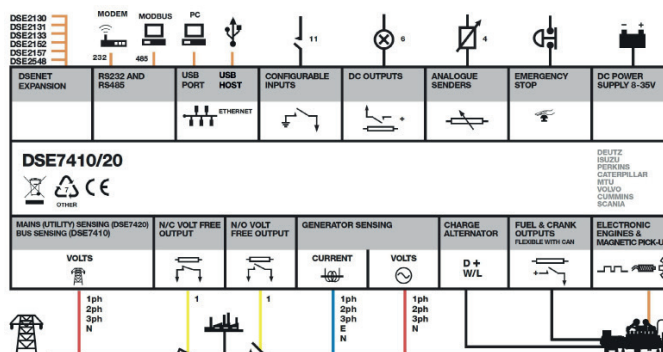 DSE2130
DSE2131
DSE2133
DSE2152
DSE2157
DSE2548
MODEM
MODBUS
PC
232
485
11
6
4
- +
DSENET EXPANSION
RS232 AND RS485
USB PORT
USB HOST
CONFIGURABLE INPUTS
DC OUTPUTS
ANALOGUE SENDERS
EMERGENCY STOP
DC POWER SUPPLY 8-35V
ETHERNET
+
DSE7410/20
7
OTHER
CE
DEUTZ
ISUZU
PERKINS
CATERPILLAR
MTU
VOLVO
CUMMINS
SCANIA
MAINS (UTILITY) SENSING (DSE7420)
BUS SENSING (DSE7410)
N/C VOLT FREE OUTPUT
N/O VOLT FREE OUTPUT
GENERATOR SENSING
CHARGE ALTERNATOR
FUEL & CRANK OUTPUTS
FLEXIBLE WITH CAN
ELECTRONIC ENGINES & MAGNETIC PICK-U
VOLTS
CURRENT
VOLTS
D+
W/L
+
1ph
2ph
3ph
N
1
1
1ph
2ph
3ph
E
N
1ph
2ph
3ph
N